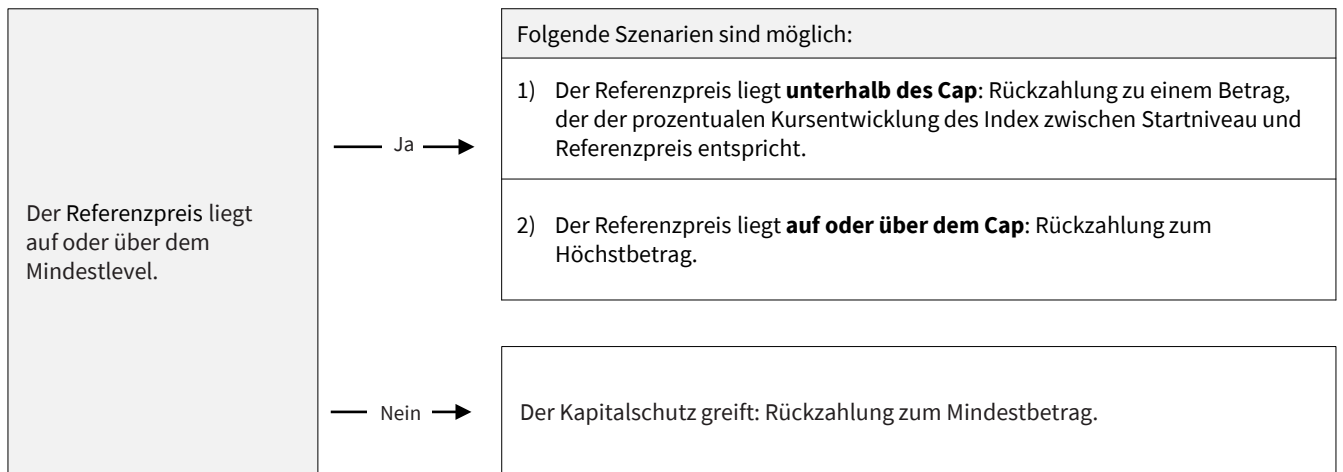 Der Referenzpreis liegt
auf oder über dem
Mindestlevel.
Ja
Folgende Szenarien sind möglich:
1) Der Referenzpreis liegt unterhalb des Cap: Rückzahlung zu einem Betrag,
der der prozentualen Kursentwicklung des Index zwischen Startniveau und
Referenzpreis entspricht.
2) Der Referenzpreis liegt auf oder über dem Cap: Rückzahlung zum
Höchstbetrag.
Nein
Der Kapitalschutz greift: Rückzahlung zum Mindestbetrag.